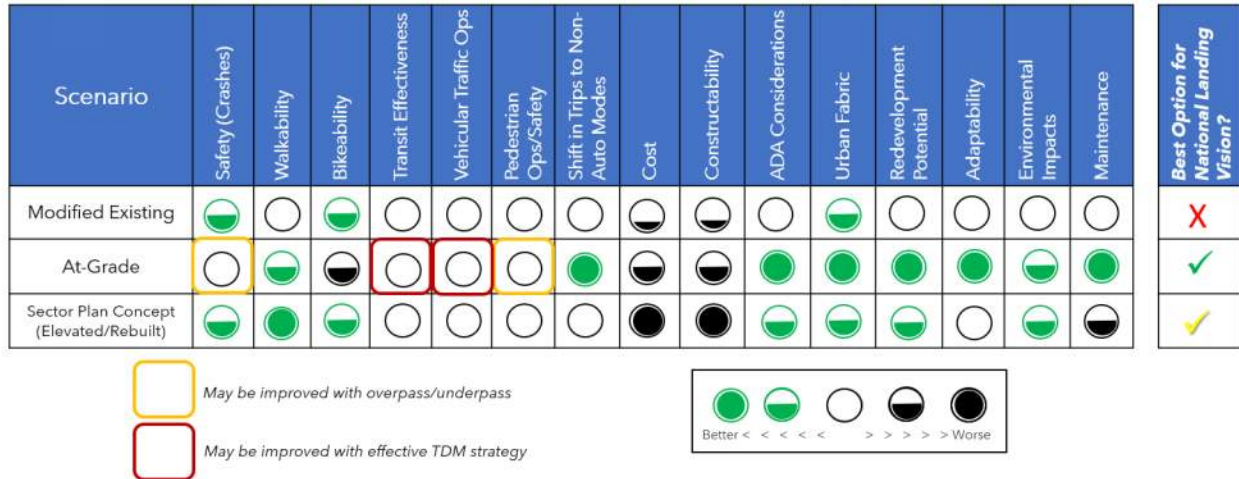 Scenario
Safety (Crashes)
Walkability
Bikeability
Transit Effectiveness
Vehicular Traffic Ops
Pedestrian
Ops/Safety
Shift in Trips to Non-
Auto Modes
Cost
Constructability
ADA Considerations
Urban Fabric
Redevelopment
Potential
Adaptability
Environmental
Impacts
Maintenance
Best Option for
National Landing
Vision?
Modified Existing
X
At-Grade
✓
Sector Plan Concept
(Elevated/Rebuilt)
✓
May be improved with overpass/underpass
May be improved with effective TDM strategy
Better < < < < < > > > > > Worse